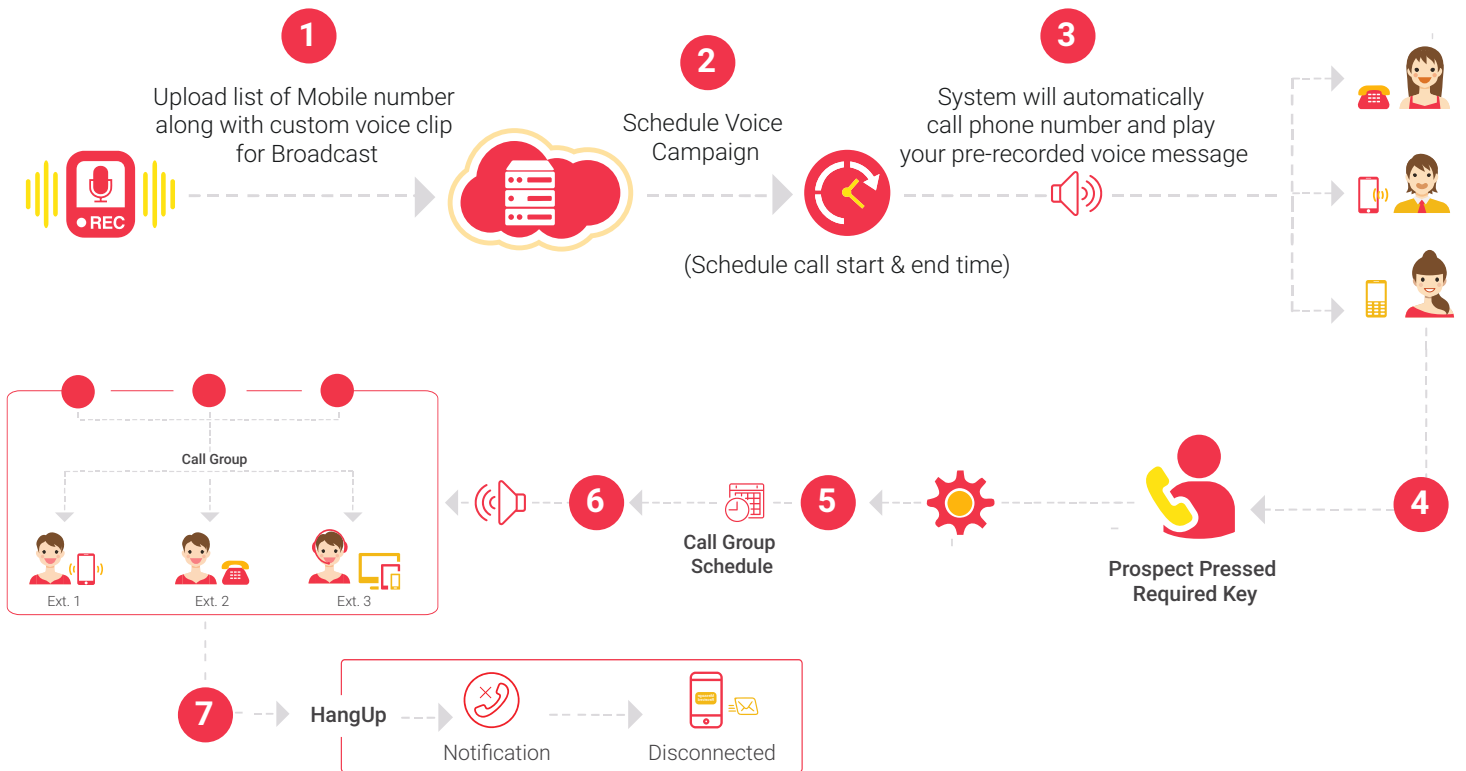 1
Upload list of Mobile number
along with custom voice clip
for Broadcast
REC
2
Schedule Voice
Campaign
(Schedule call start & end time)
3
System will automatically
call phone number and play
your pre-recorded voice message
4
Prospect Pressed
Required Key
5
Call Group
Schedule
6
Call Group
Ext. 1
Ext. 2
Ext. 3
7
HangUp
Notification
Disconnected